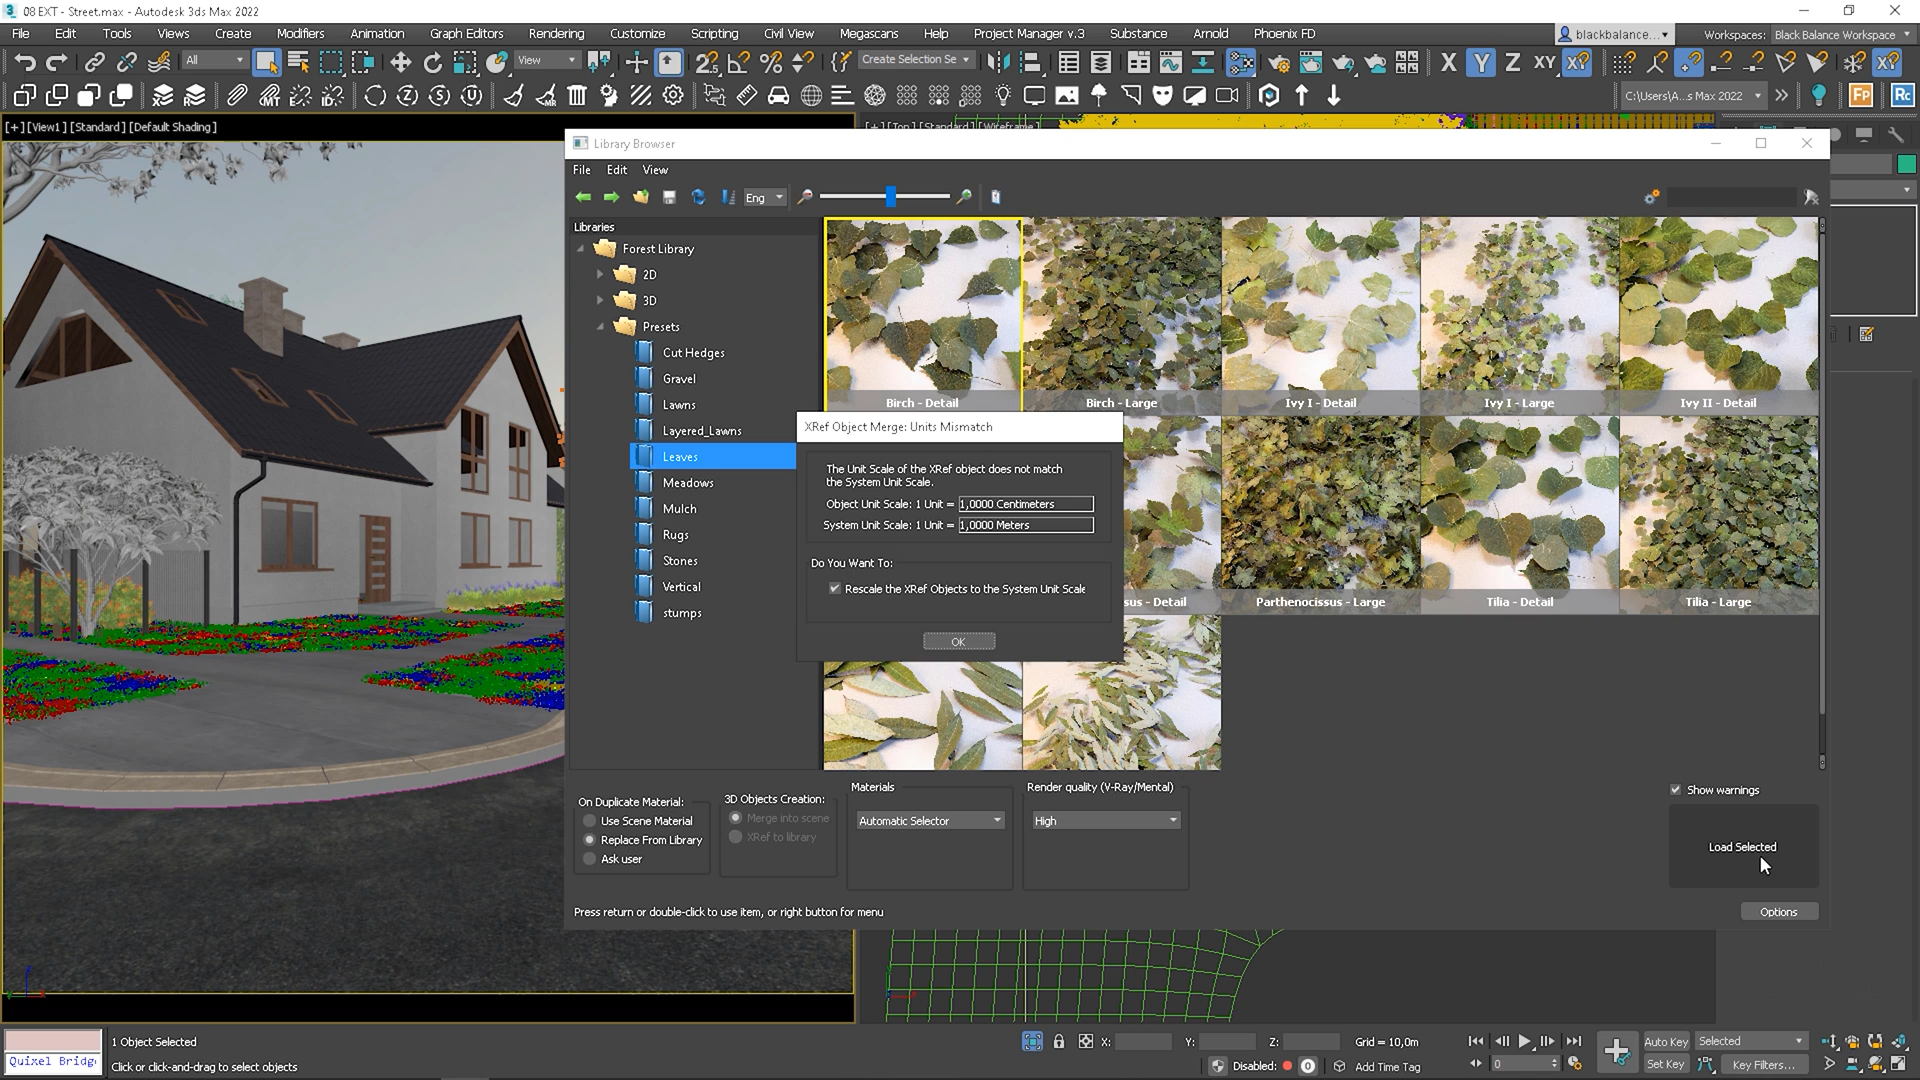 3 08 EXT - Street.max - Autodesk 3ds Max 2022
File Edit Tools Views Create Modifiers Animation Graph Editors Rendering Customize Scripting Civil View Megascans Help Project Manager v.3 Substance Arnold Phoenix FD
blackbalance... Workspaces: Black Balance Workspace
All View Create Selection Se X Y Z XY XY
C:\Users\A...s Max 2022 Fp Rc
[+] [View1] [Standard] [Default Shading]
[+] [Top] [Standard] [Wireframe]
Library Browser
File Edit View
Eng
Libraries
Forest Library
2D
3D
Presets
Cut Hedges
Gravel
Lawns
Layered_Lawns
Leaves
Meadows
Mulch
Rugs
Stones
Vertical
stumps
Birch - Detail Birch - Large Ivy I - Detail Ivy I - Large Ivy II - Detail
sus - Detail Parthenocissus - Large Tilia - Detail Tilia - Large
XRef Object Merge: Units Mismatch
The Unit Scale of the XRef object does not match
the System Unit Scale.
Object Unit Scale: 1 Unit = 1,0000 Centimeters
System Unit Scale: 1 Unit = 1,0000 Meters
Do You Want To:
Rescale the XRef Objects to the System Unit Scale
OK
On Duplicate Material:
Use Scene Material
Replace From Library
Ask user
3D Objects Creation:
Merge into scene
XRef to library
Materials
Automatic Selector
Render quality (V-Ray/Mental)
High
Show warnings
Load Selected
Press return or double-click to use item, or right button for menu
Options
Quixel Bridg
1 Object Selected
Click or click-and-drag to select objects
X: Y: Z: Grid = 10,0m
Disabled: 0 Add Time Tag
0
Auto Key Selected
Set Key Key Filters...